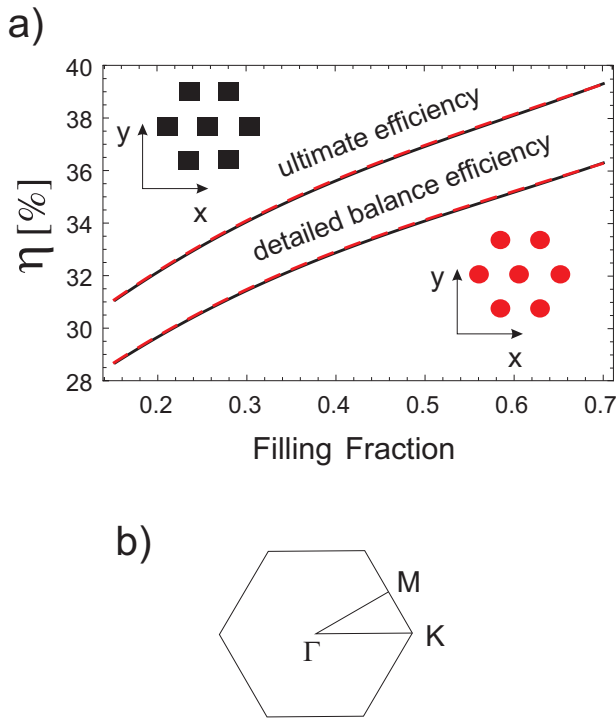 a)
40
38
36
34
32
30
28
η [%]
ultimate efficiency
detailed balance efficiency
y
x
y
x
0.2 0.3 0.4 0.5 0.6 0.7
Filling Fraction
b)
M
Γ
K